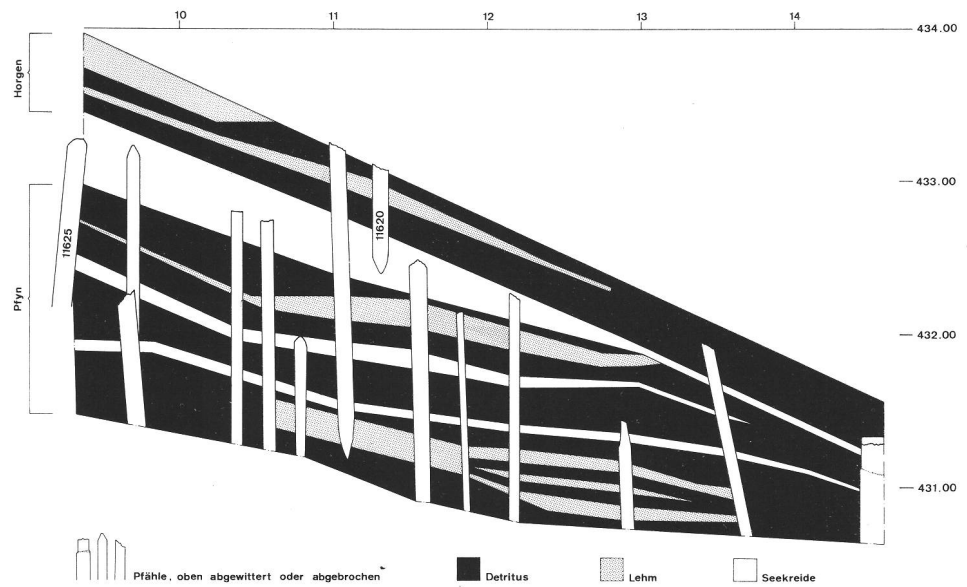 10 11 12 13 14
434.00
Horgen
433.00
11620
11625
Pfyn
432.00
431.00
Pfähle, oben abgewittert oder abgebrochen
Detritus
Lehm
Seekreide